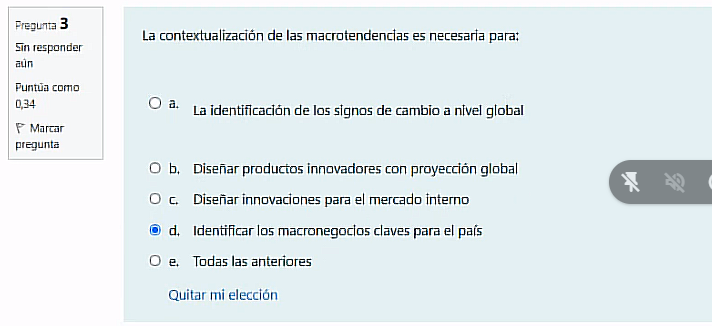 Pregunta 3
Sin responder
aún
Puntúa como
0,34
Marcar
pregunta
La contextualización de las macrotendencias es necesaria para:
a. La identificación de los signos de cambio a nivel global
b. Diseñar productos innovadores con proyección global
c. Diseñar innovaciones para el mercado interno
d. Identificar los macronegocios claves para el país
e. Todas las anteriores
Quitar mi elección